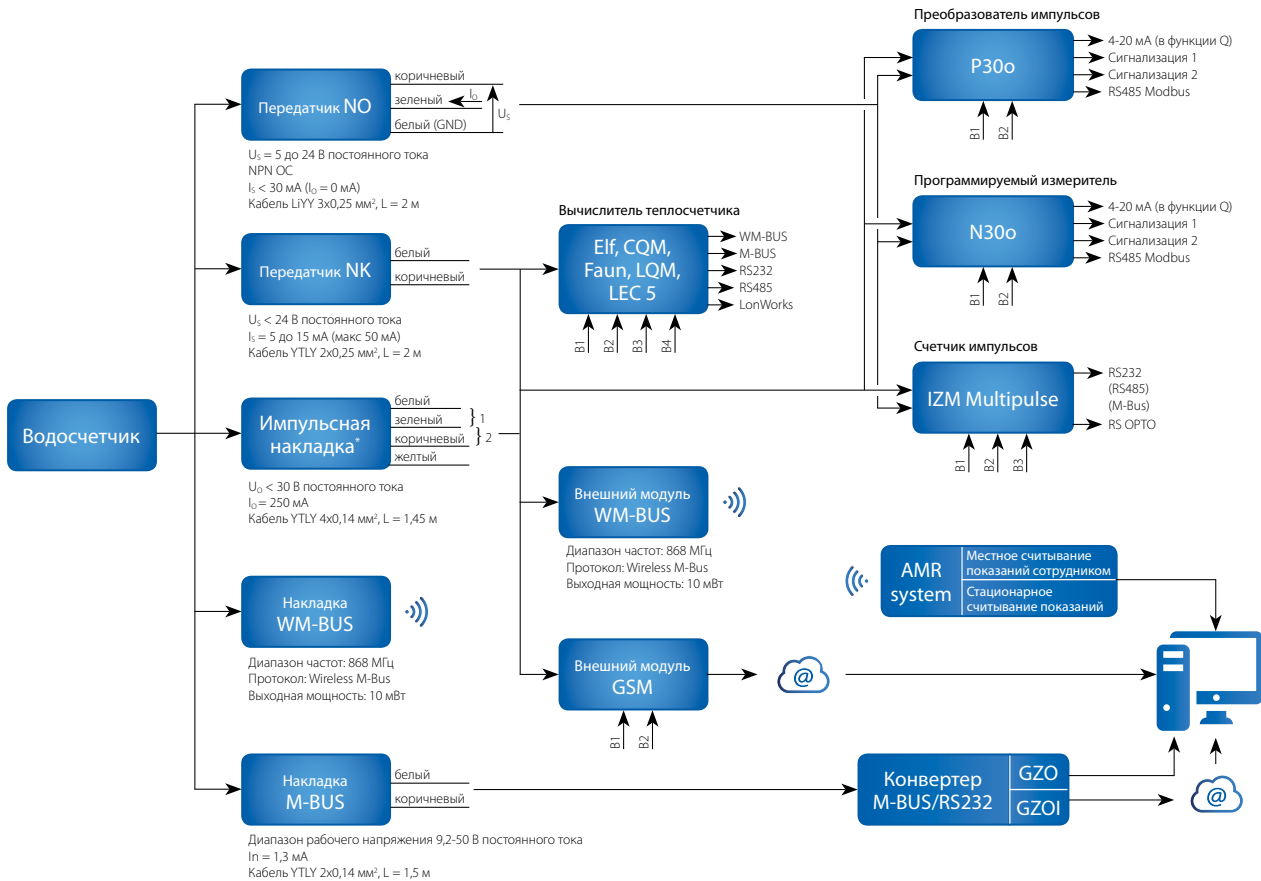 Водосчетчик
Передатчик NO
коричневый
зеленый
I₀
Uₛ
белый (GND)
Uₛ = 5 до 24 В постоянного тока
NPN OC
Iₛ < 30 мА (I₀ = 0 мА)
Кабель LiYY 3x0,25 мм², L = 2 м
Передатчик NK
белый
коричневый
Uₛ < 24 В постоянного тока
Iₛ = 5 до 15 мА (макс 50 мА)
Кабель YTLY 2x0,25 мм², L = 2 м
Импульсная
накладка*
белый
зеленый
} 1
коричневый
} 2
желтый
U₀ < 30 В постоянного тока
I₀ = 250 мА
Кабель YTLY 4x0,14 мм², L = 1,45 м
Накладка
WM-BUS
Диапазон частот: 868 МГц
Протокол: Wireless M-Bus
Выходная мощность: 10 мВт
Накладка
M-BUS
белый
коричневый
Диапазон рабочего напряжения 9,2-50 В постоянного тока
In = 1,3 мА
Кабель YTLY 2x0,14 мм², L = 1,5 м
Вычислитель теплосчетчика
Elf, CQM,
Faun, LQM,
LEC 5
WM-BUS
M-BUS
RS232
RS485
LonWorks
B1
B2
B3
B4
Внешний модуль
WM-BUS
Диапазон частот: 868 МГц
Протокол: Wireless M-Bus
Выходная мощность: 10 мВт
Внешний модуль
GSM
B1
B2
@
Преобразователь импульсов
P30o
4-20 мА (в функции Q)
Сигнализация 1
Сигнализация 2
RS485 Modbus
B1
B2
Программируемый измеритель
N30o
4-20 мА (в функции Q)
Сигнализация 1
Сигнализация 2
RS485 Modbus
B1
B2
Счетчик импульсов
IZM Multipulse
RS232
(RS485)
(M-Bus)
RS OPTO
B1
B2
B3
AMR
system
Местное считывание
показаний сотрудником
Стационарное
считывание показаний
Конвертер
M-BUS/RS232
GZO
GZOI
@